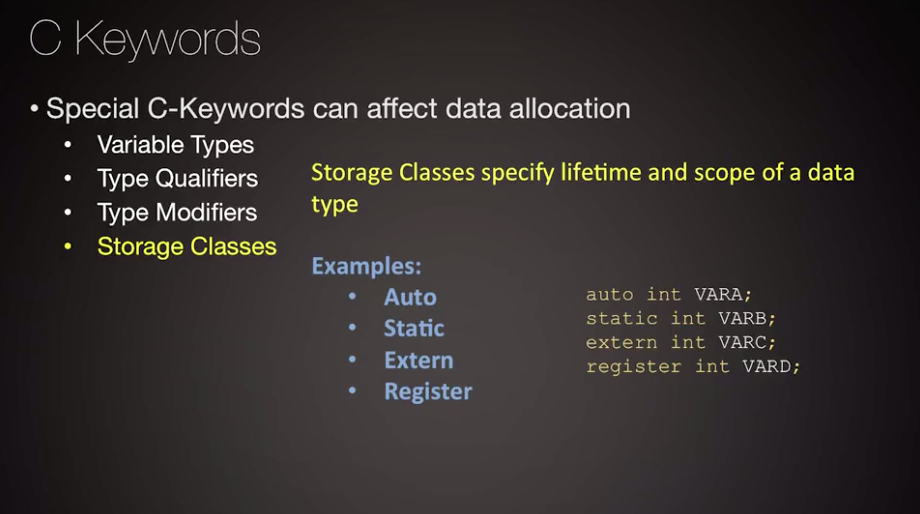 C Keywords
• Special C-Keywords can affect data allocation
• Variable Types
• Type Qualifiers
• Type Modifiers
• Storage Classes
Storage Classes specify lifetime and scope of a data
type
Examples:
• Auto
• Static
• Extern
• Register
auto int VARA;
static int VARB;
extern int VARC;
register int VARD;